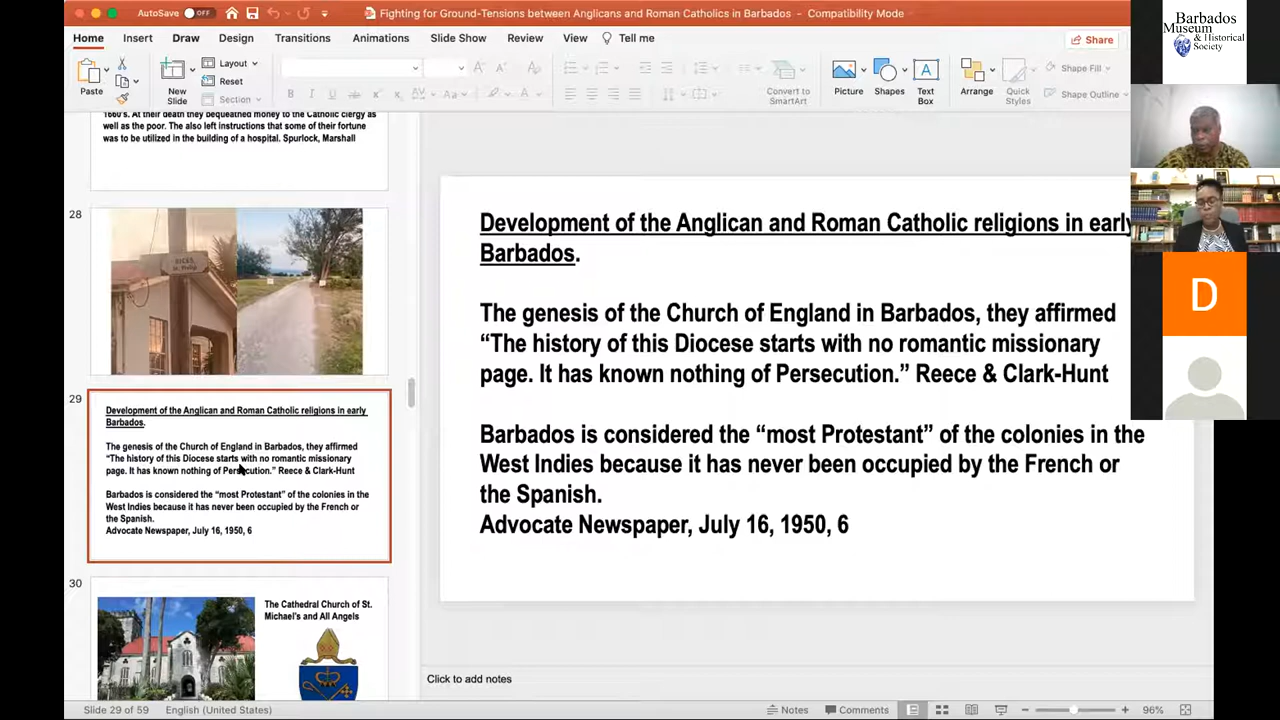 AutoSave OFF
Fighting for Ground-Tensions between Anglicans and Roman Catholics in Barbados - Compatibility Mode
Home Insert Draw Design Transitions Animations Slide Show Review View Tell me
Share
Paste
New Slide
Layout
Reset
Section
Convert to SmartArt
Picture
Shapes
Text Box
Arrange
Quick Styles
Shape Fill
Shape Outline
Barbados
Museum
& Historical
Society
D
1660's. At their death they bequeathed money to the Catholic clergy as
well as the poor. The also left instructions that some of their fortune
was to be utilized in the building of a hospital. Spurlock, Marshall
28
29
Development of the Anglican and Roman Catholic religions in early
Barbados.
The genesis of the Church of England in Barbados, they affirmed
“The history of this Diocese starts with no romantic missionary
page. It has known nothing of Persecution.” Reece & Clark-Hunt
Barbados is considered the “most Protestant” of the colonies in the
West Indies because it has never been occupied by the French or
the Spanish.
Advocate Newspaper, July 16, 1950, 6
30
The Cathedral Church of St.
Michael's and All Angels
Development of the Anglican and Roman Catholic religions in early
Barbados.
The genesis of the Church of England in Barbados, they affirmed
“The history of this Diocese starts with no romantic missionary
page. It has known nothing of Persecution.” Reece & Clark-Hunt
Barbados is considered the “most Protestant” of the colonies in the
West Indies because it has never been occupied by the French or
the Spanish.
Advocate Newspaper, July 16, 1950, 6
Click to add notes
Slide 29 of 59 English (United States) Notes Comments 96%